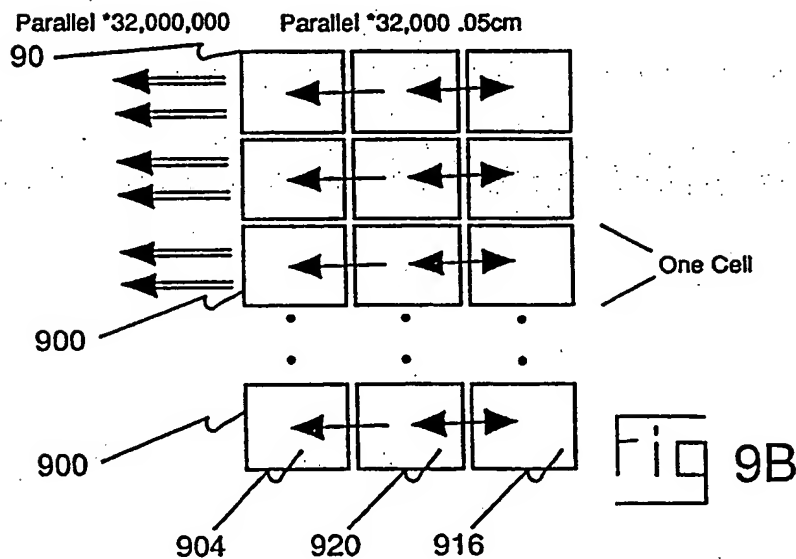 Parallel *32,000,000 Parallel *32,000 .05cm
90
One Cell
900
900
Fig 9B
904 920 916